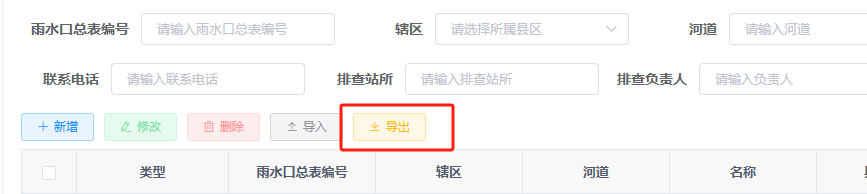 雨水口总表编号 请输入雨水口总表编号 辖区 请选择所属县区 河道 请输入河道
联系电话 请输入联系电话 排查站所 请输入排查站所 排查负责人 请输入负责人
新增 修改 删除 导入 导出
类型 雨水口总表编号 辖区 河道 名称